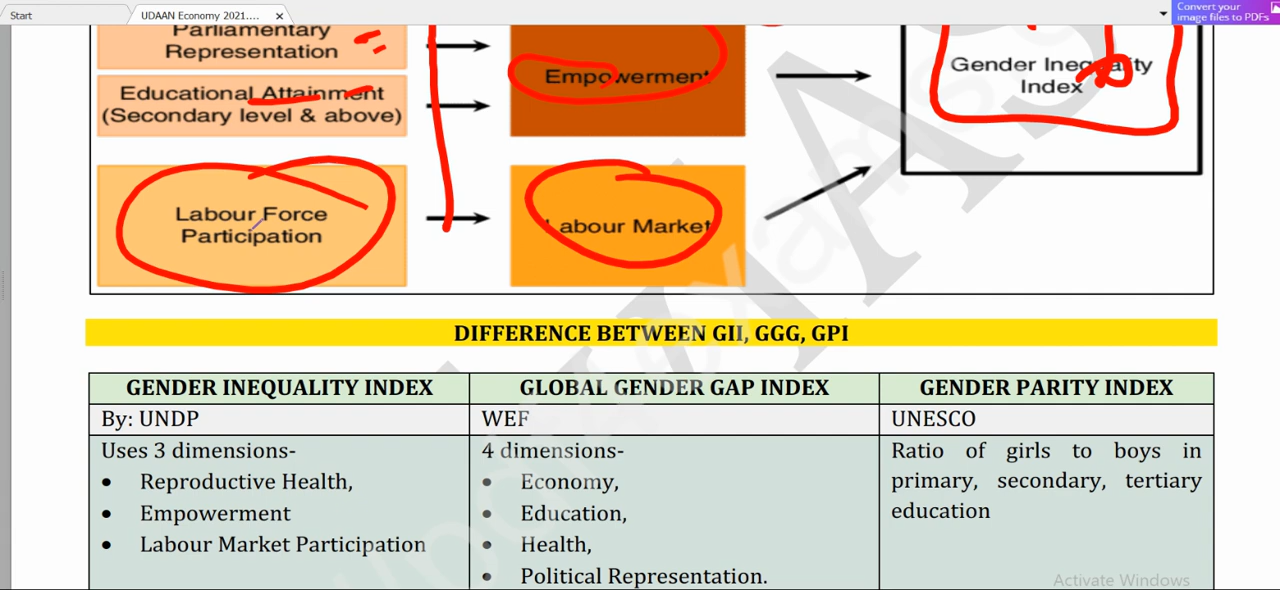 Start
UDAAN Economy 2021....
Convert your
image files to PDFs
Parliamentary
Representation
Empowerment
Gender Inequality
Index
Educational Attainment
(Secondary level & above)
Labour Force
Participation
Labour Market
DIFFERENCE BETWEEN GII, GGG, GPI
GENDER INEQUALITY INDEX
GLOBAL GENDER GAP INDEX
GENDER PARITY INDEX
By: UNDP
WEF
UNESCO
Uses 3 dimensions-
• Reproductive Health,
• Empowerment
• Labour Market Participation
4 dimensions-
• Economy,
• Education,
• Health,
• Political Representation.
Ratio of girls to boys in
primary, secondary, tertiary
education
Activate Windows